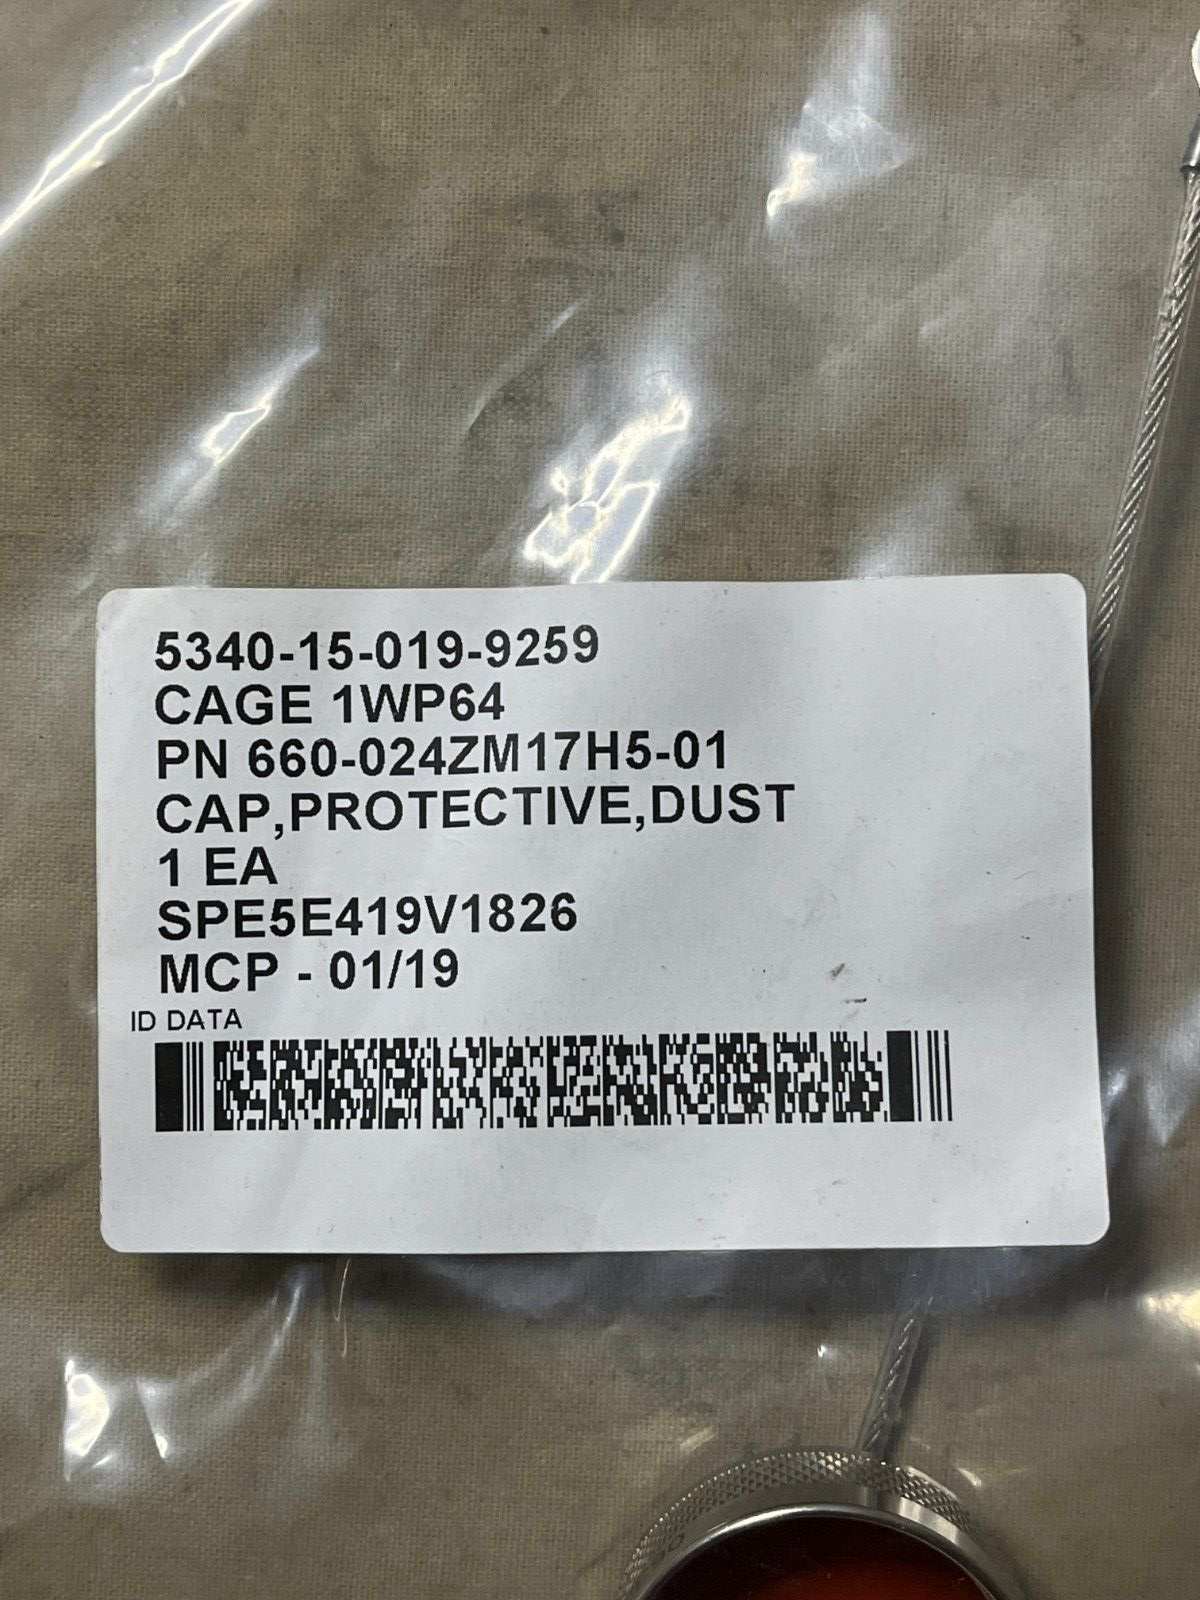 5340-15-019-9259
CAGE 1WP64
PN 660-024ZM17H5-01
CAP,PROTECTIVE,DUST
1 EA
SPE5E419V1826
MCP - 01/19
ID DATA